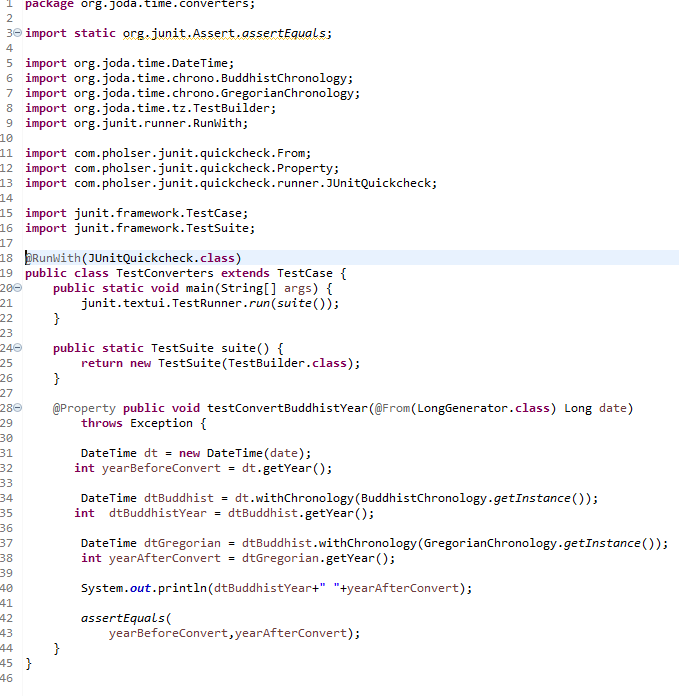 1 package org.joda.time.converters;
2
3 import static org.junit.Assert.assertEquals;
4
5 import org.joda.time.DateTime;
6 import org.joda.time.chrono.BuddhistChronology;
7 import org.joda.time.chrono.GregorianChronology;
8 import org.joda.time.tz.TestBuilder;
9 import org.junit.runner.RunWith;
10
11 import com.pholser.junit.quickcheck.From;
12 import com.pholser.junit.quickcheck.Property;
13 import com.pholser.junit.quickcheck.runner.JUnitQuickcheck;
14
15 import junit.framework.TestCase;
16 import junit.framework.TestSuite;
17
18 @RunWith(JUnitQuickcheck.class)
19 public class TestConverters extends TestCase {
20     public static void main(String[] args) {
21         junit.textui.TestRunner.run(suite());
22     }
23
24     public static TestSuite suite() {
25         return new TestSuite(TestBuilder.class);
26     }
27
28     @Property public void testConvertBuddhistYear(@From(LongGenerator.class) Long date)
29         throws Exception {
30
31         DateTime dt = new DateTime(date);
32        int yearBeforeConvert = dt.getYear();
33
34         DateTime dtBuddhist = dt.withChronology(BuddhistChronology.getInstance());
35        int  dtBuddhistYear = dtBuddhist.getYear();
36
37         DateTime dtGregorian = dtBuddhist.withChronology(GregorianChronology.getInstance());
38         int yearAfterConvert = dtGregorian.getYear();
39
40         System.out.println(dtBuddhistYear+" "+yearAfterConvert);
41
42         assertEquals(
43             yearBeforeConvert,yearAfterConvert);
44     }
45 }
46